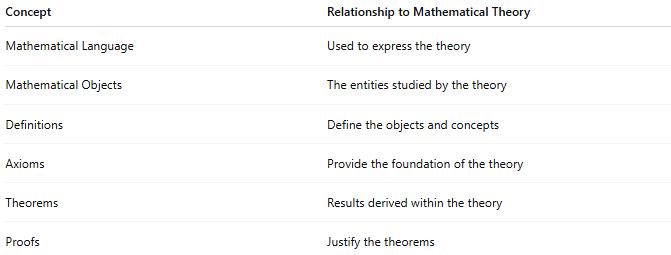 Concept Relationship to Mathematical Theory
Mathematical Language Used to express the theory
Mathematical Objects The entities studied by the theory
Definitions Define the objects and concepts
Axioms Provide the foundation of the theory
Theorems Results derived within the theory
Proofs Justify the theorems